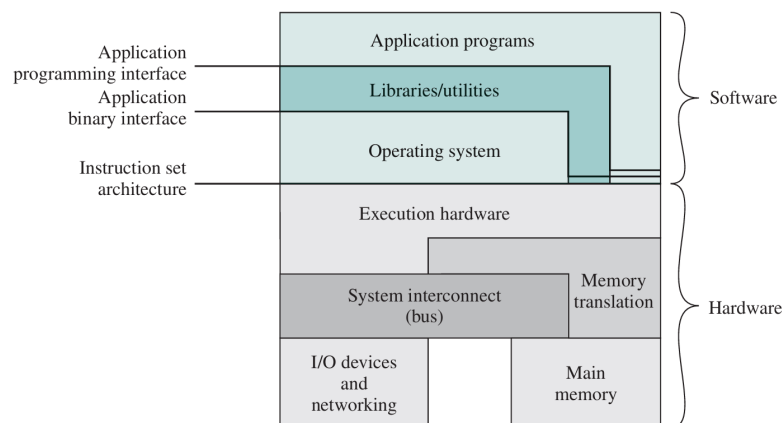 Application programs
Application
programming interface
Libraries/utilities
Software
Application
binary interface
Operating system
Instruction set
architecture
Execution hardware
Memory
translation
System interconnect
(bus)
Hardware
I/O devices
and
networking
Main
memory